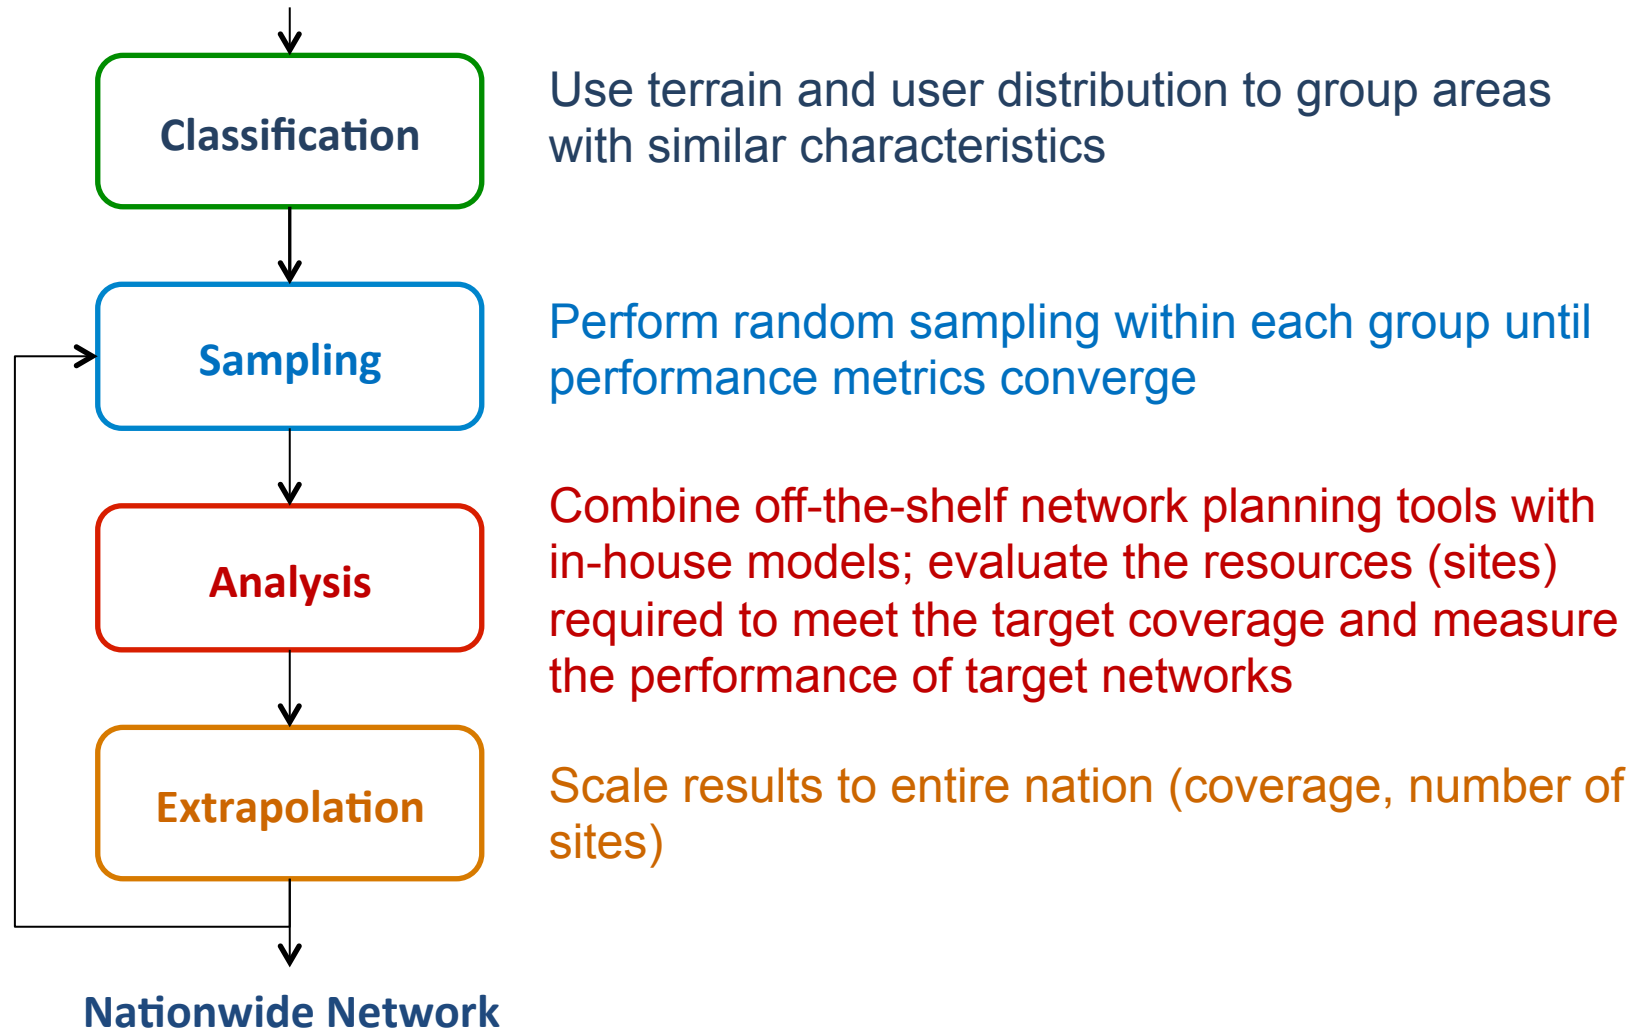 Classification
Use terrain and user distribution to group areas
with similar characteristics
Sampling
Perform random sampling within each group until
performance metrics converge
Analysis
Combine off-the-shelf network planning tools with
in-house models; evaluate the resources (sites)
required to meet the target coverage and measure
the performance of target networks
Extrapolation
Scale results to entire nation (coverage, number of
sites)
Nationwide Network